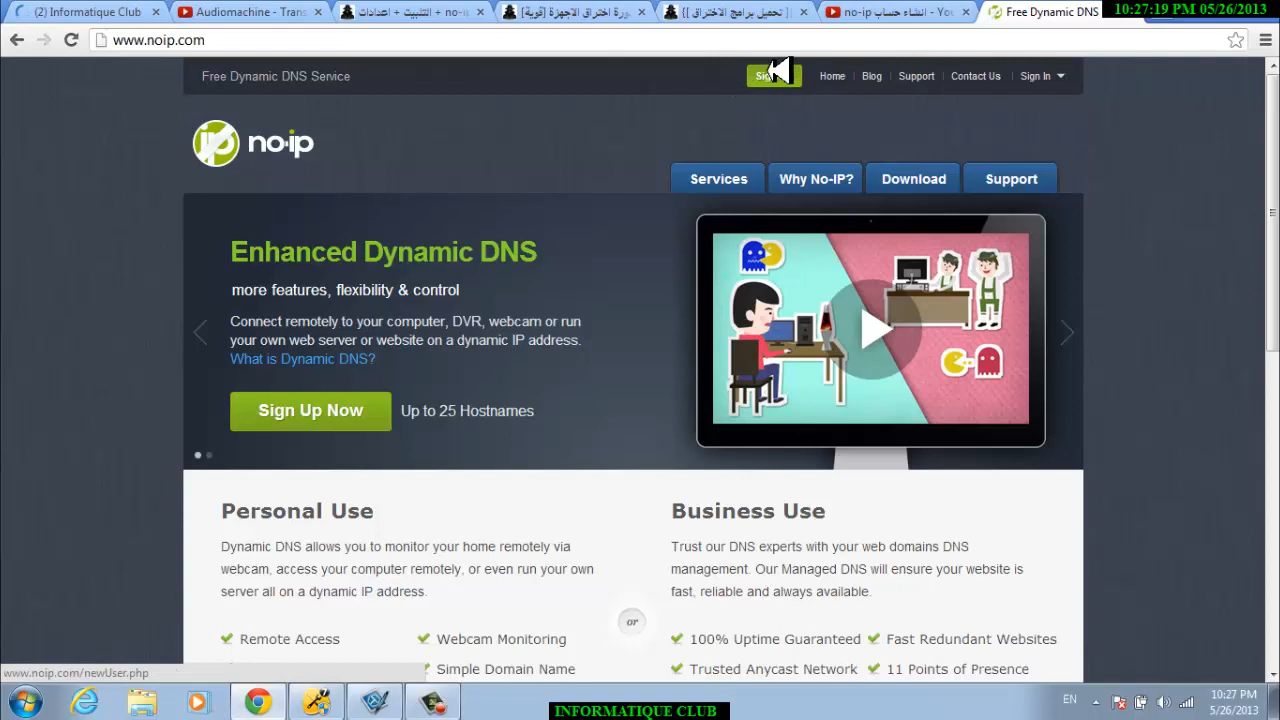 (2) Informatique Club
Audiomachine - Trans
no-ip + التثبيت + اعدادات
ورة اختراق الاجهزة [قوية]
[ تحميل برامج الاختراق ]]
انشاء حساب no-ip - You
Free Dynamic DNS
10:27:19 PM 05/26/2013
www.noip.com
Free Dynamic DNS Service
Home
Blog
Support
Contact Us
Sign In
no-ip
Services
Why No-IP?
Download
Support
Enhanced Dynamic DNS
more features, flexibility & control
Connect remotely to your computer, DVR, webcam or run
your own web server or website on a dynamic IP address.
What is Dynamic DNS?
Sign Up Now
Up to 25 Hostnames
Personal Use
Dynamic DNS allows you to monitor your home remotely via
webcam, access your computer remotely, or even run your own
server all on a dynamic IP address.
Remote Access
Webcam Monitoring
Simple Domain Name
or
Business Use
Trust our DNS experts with your web domains DNS
management. Our Managed DNS will ensure your website is
fast, reliable and always available.
100% Uptime Guaranteed
Fast Redundant Websites
Trusted Anycast Network
11 Points of Presence
www.noip.com/newUser.php
EN
10:27 PM
5/26/2013
INFORMATIQUE CLUB